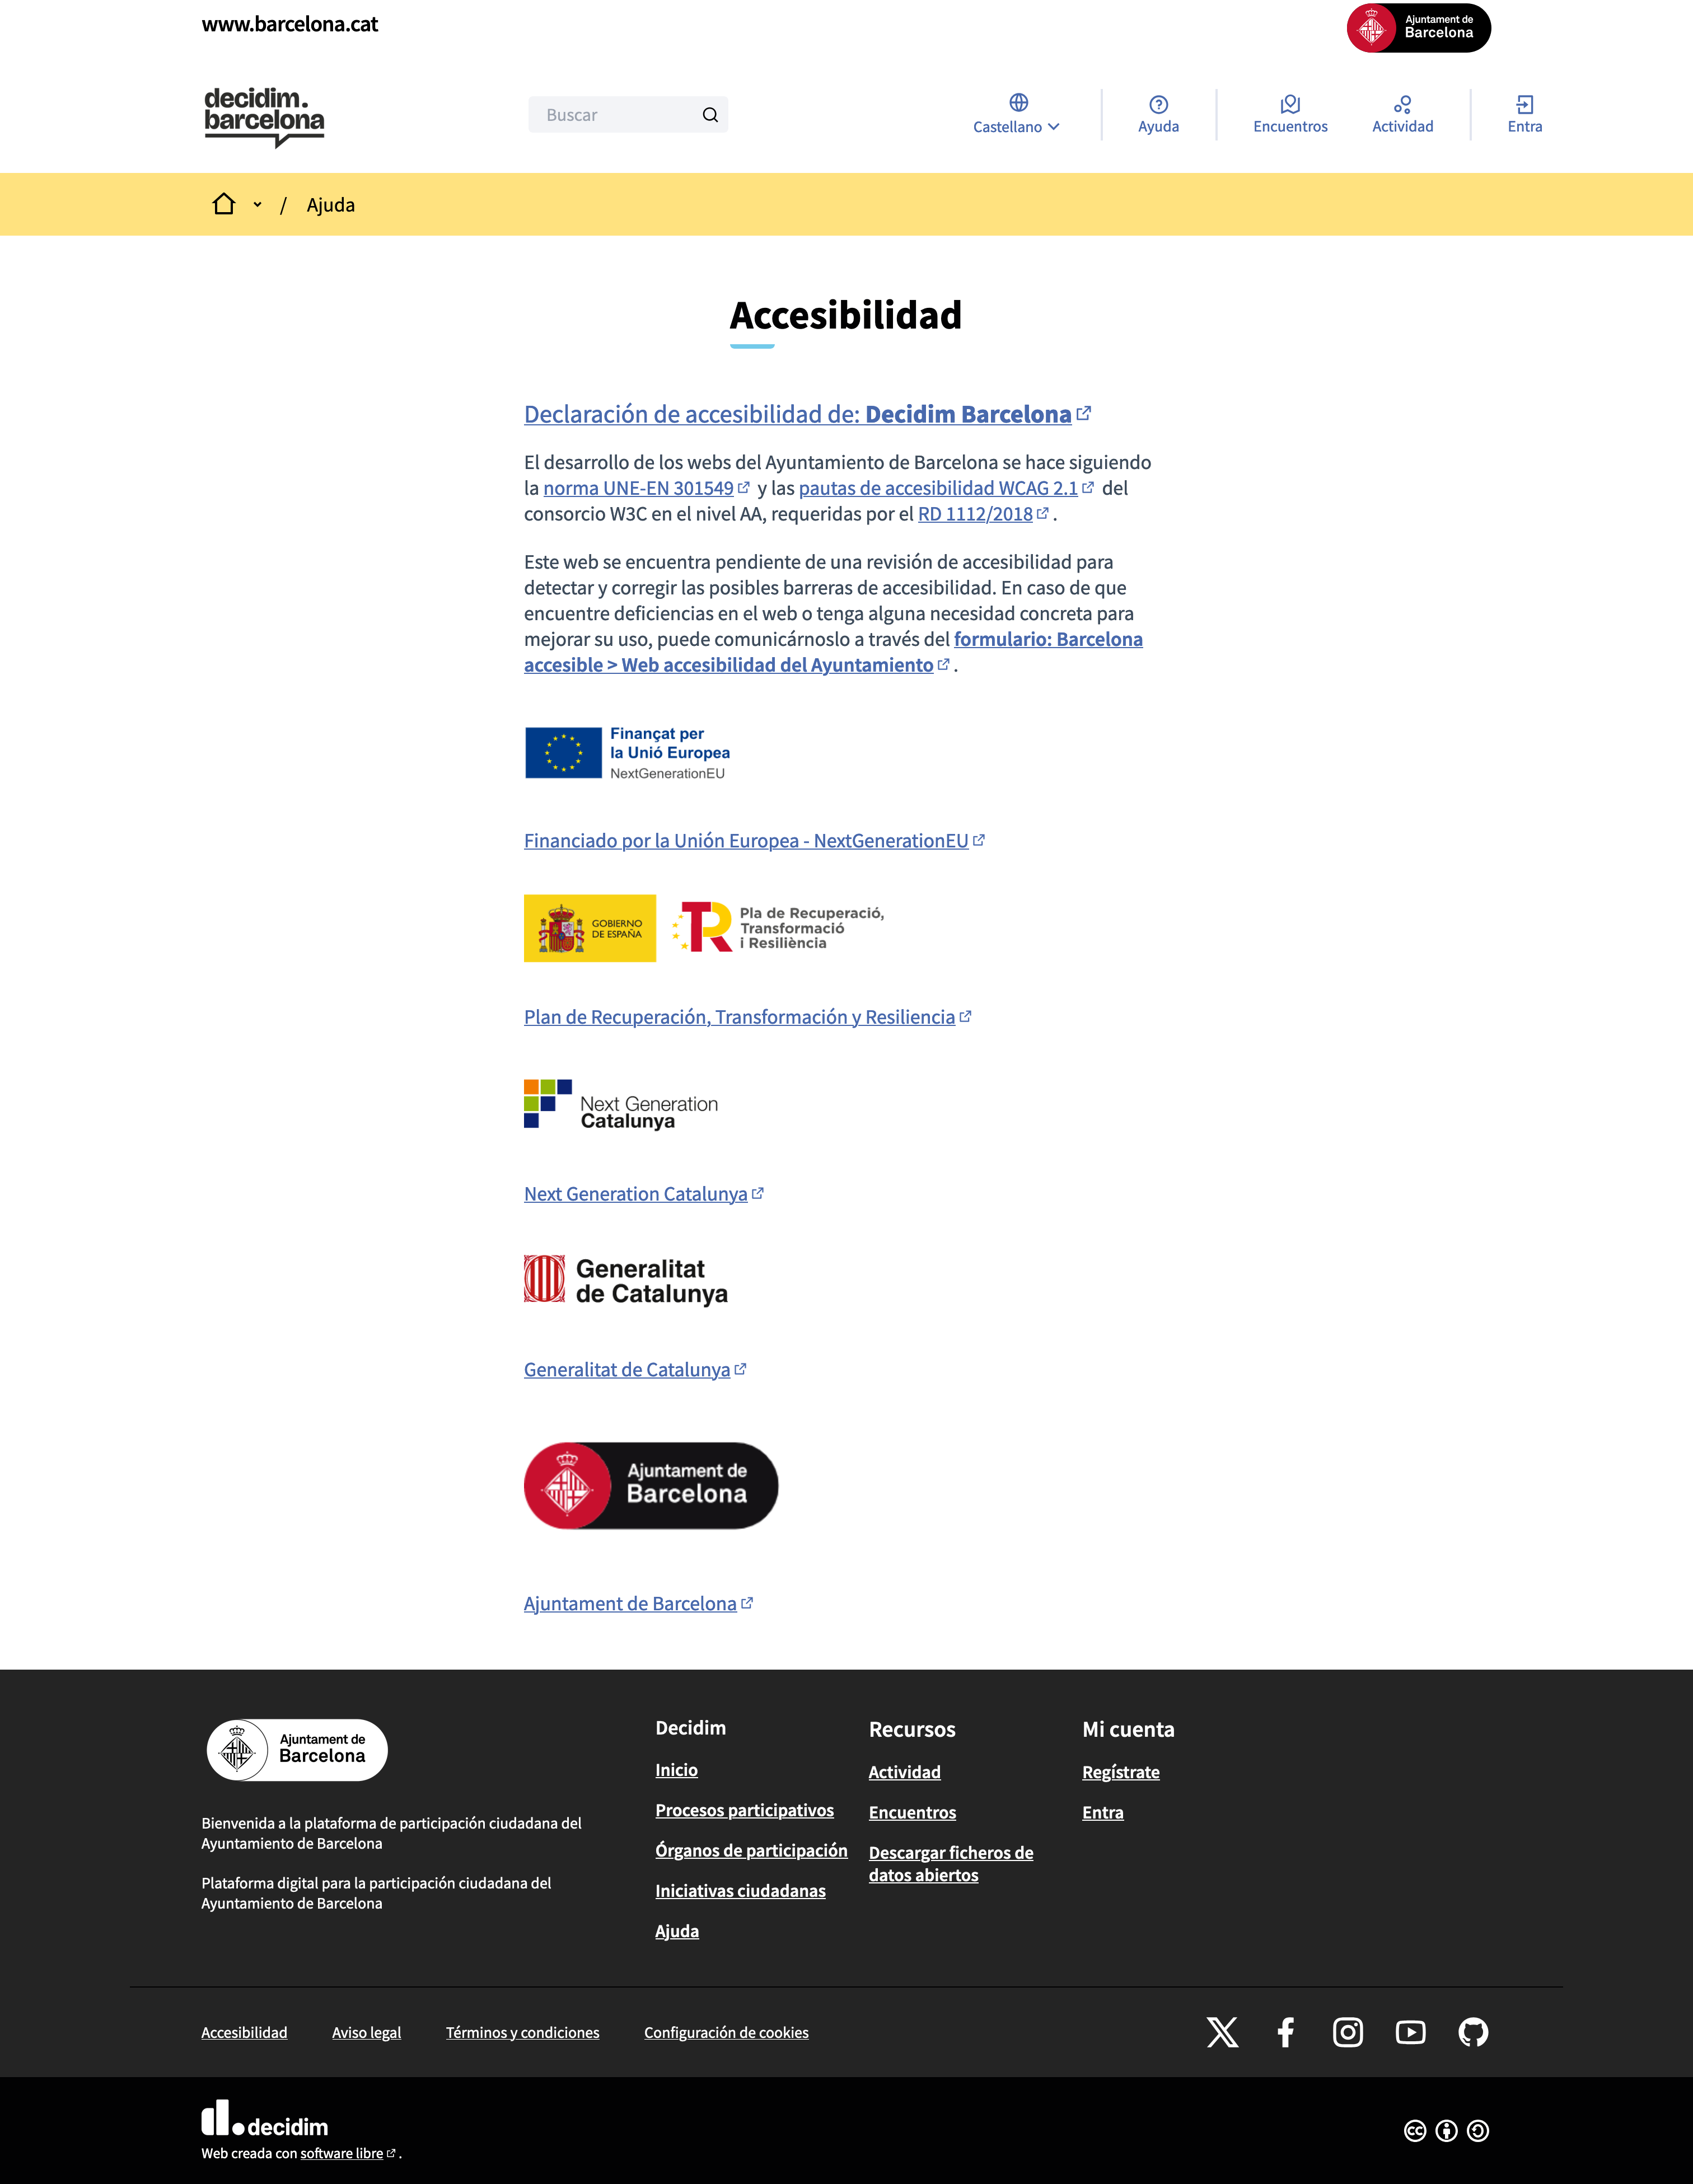 www.barcelona.cat
Ajuntament de
Barcelona
decidim.
barcelona
Buscar
Castellano
Ayuda
Encuentros
Actividad
Entra
/ Ajuda
Accesibilidad
Declaración de accesibilidad de: Decidim Barcelona
El desarrollo de los webs del Ayuntamiento de Barcelona se hace siguiendo
la norma UNE-EN 301549 y las pautas de accesibilidad WCAG 2.1 del
consorcio W3C en el nivel AA, requeridas por el RD 1112/2018 .
Este web se encuentra pendiente de una revisión de accesibilidad para
detectar y corregir las posibles barreras de accesibilidad. En caso de que
encuentre deficiencias en el web o tenga alguna necesidad concreta para
mejorar su uso, puede comunicárnoslo a través del formulario: Barcelona
accesible > Web accesibilidad del Ayuntamiento .
Finançat per
la Unió Europea
NextGenerationEU
Financiado por la Unión Europea - NextGenerationEU
GOBIERNO
DE ESPAÑA
TR
Pla de Recuperació,
Transformació
i Resiliència
Plan de Recuperación, Transformación y Resiliencia
Next Generation
Catalunya
Next Generation Catalunya
Generalitat
de Catalunya
Generalitat de Catalunya
Ajuntament de
Barcelona
Ajuntament de Barcelona
Ajuntament de
Barcelona
Bienvenida a la plataforma de participación ciudadana del
Ayuntamiento de Barcelona
Plataforma digital para la participación ciudadana del
Ayuntamiento de Barcelona
Decidim
Inicio
Procesos participativos
Órganos de participación
Iniciativas ciudadanas
Ajuda
Recursos
Actividad
Encuentros
Descargar ficheros de
datos abiertos
Mi cuenta
Regístrate
Entra
Accesibilidad
Aviso legal
Términos y condiciones
Configuración de cookies
decidim
Web creada con software libre .
cc